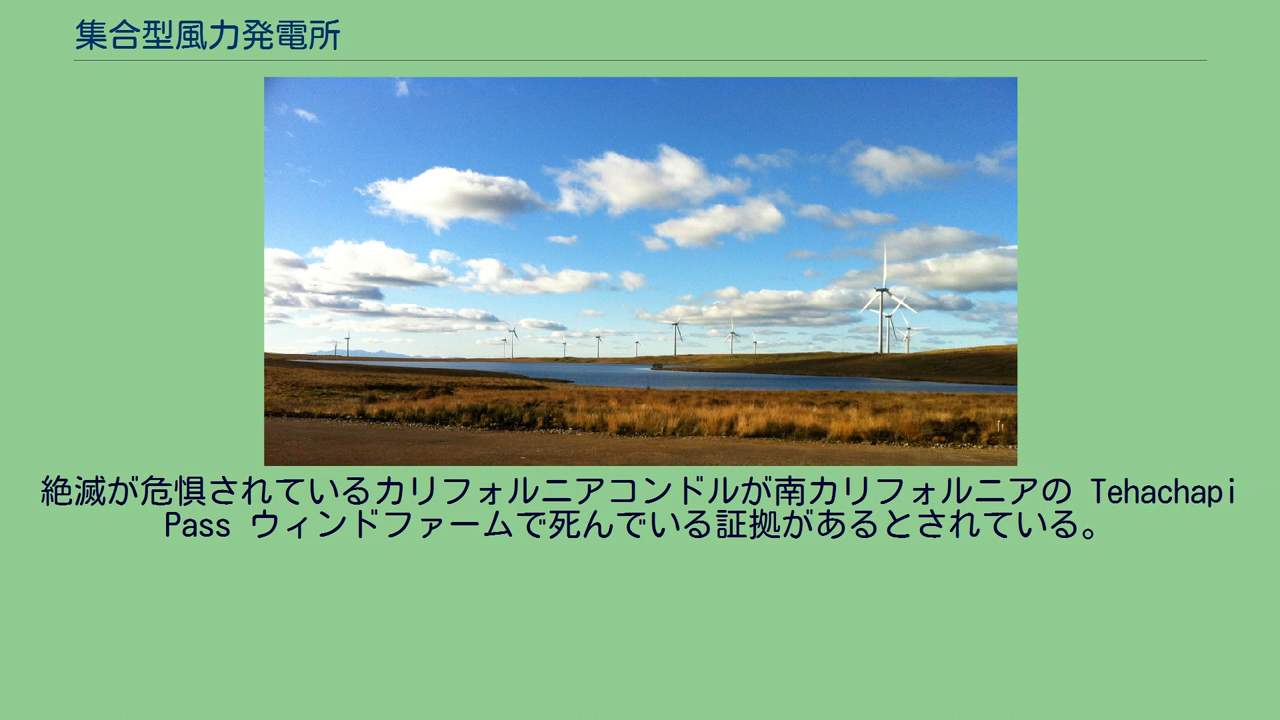 集合型風力発電所
絶滅が危惧されているカリフォルニアコンドルが南カリフォルニアの Tehachapi
Pass ウィンドファームで死んでいる証拠があるとされている。